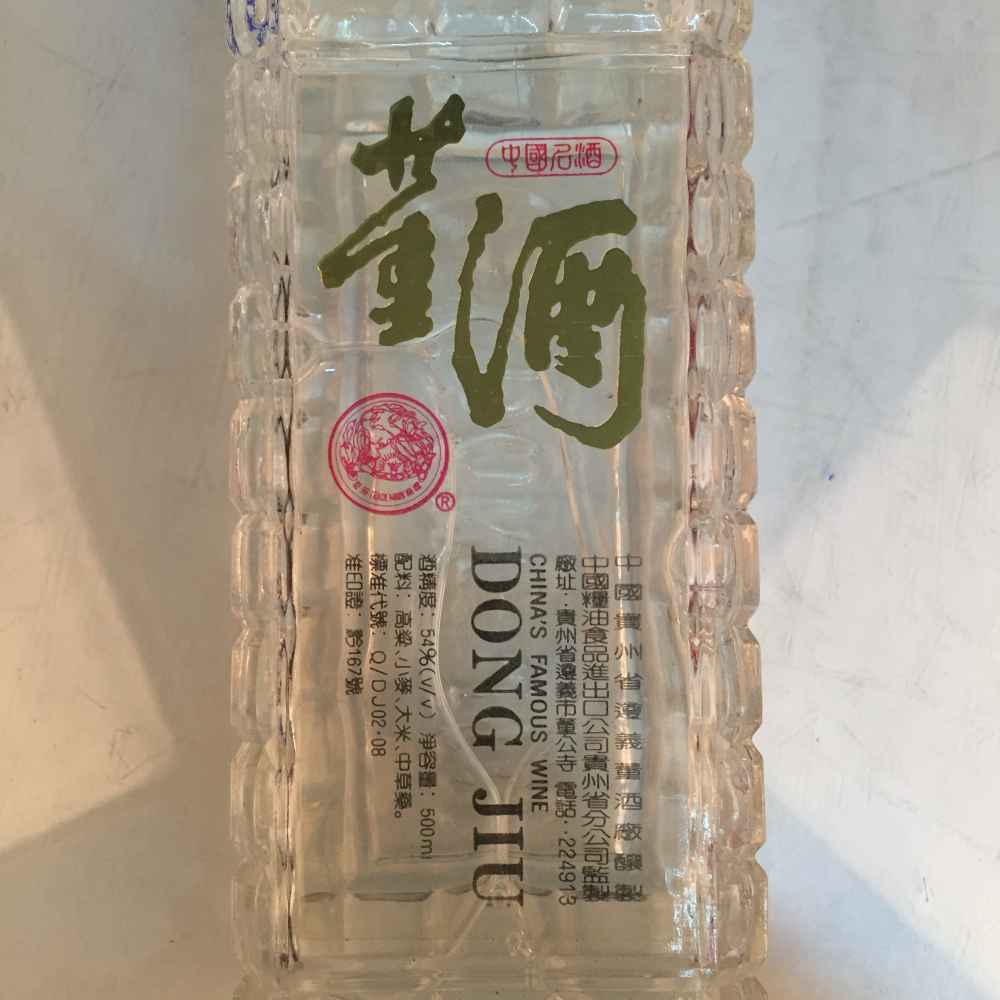 中國名酒
董酒
®
中國貴州省遵義董酒廠釀製
中國糧油食品進出口公司貴州省分公司監製
廠址：貴州省遵義市董公寺 電話：224913
CHINA'S FAMOUS WINE
DONG JIU
酒精度：54%(v/v) 淨容量：500ml
配料：高粱、小麥、大米、中草藥。
標准代號：Q/DJ02·08
准印證：黔167號